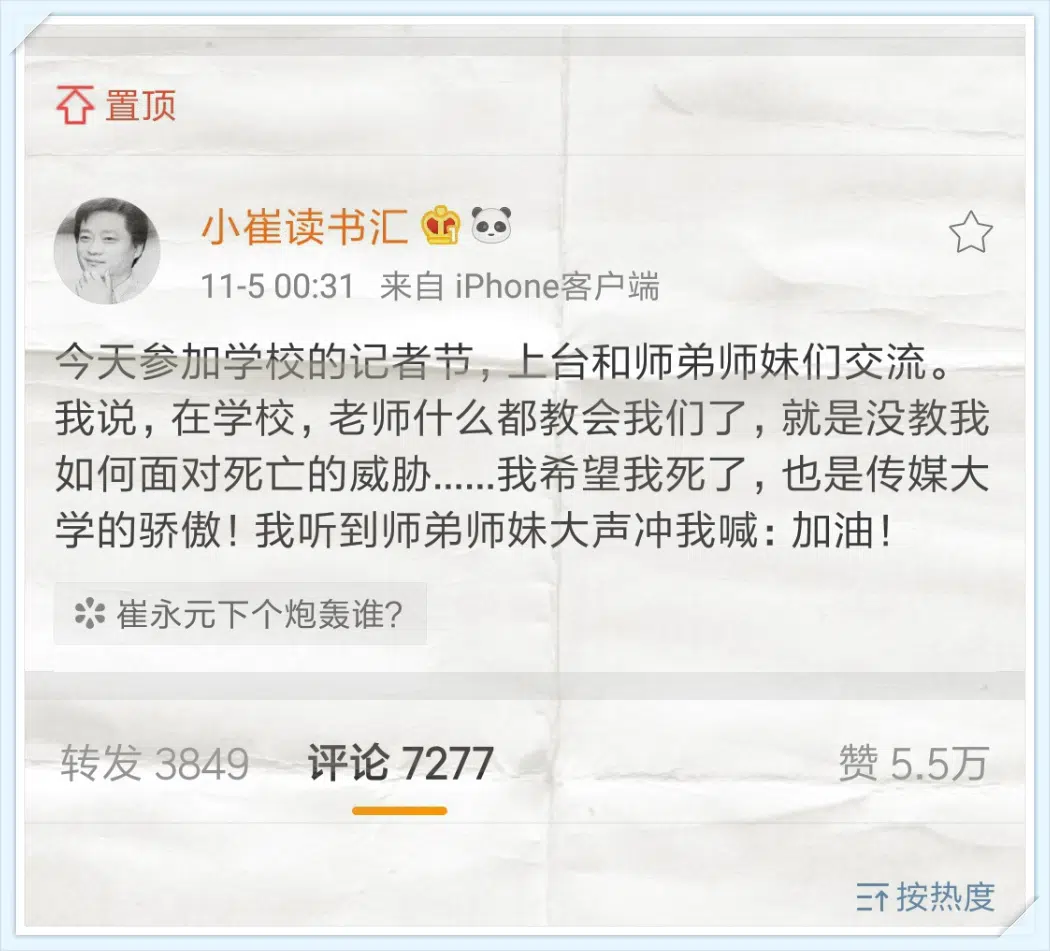 置顶
小崔读书汇
11-5 00:31 来自 iPhone客户端
今天参加学校的记者节，上台和师弟师妹们交流。
我说，在学校，老师什么都教会我们了，就是没教我
如何面对死亡的威胁......我希望我死了，也是传媒大
学的骄傲！我听到师弟师妹大声冲我喊：加油！
崔永元下个炮轰谁？
转发 3849 评论 7277 赞 5.5万
按热度